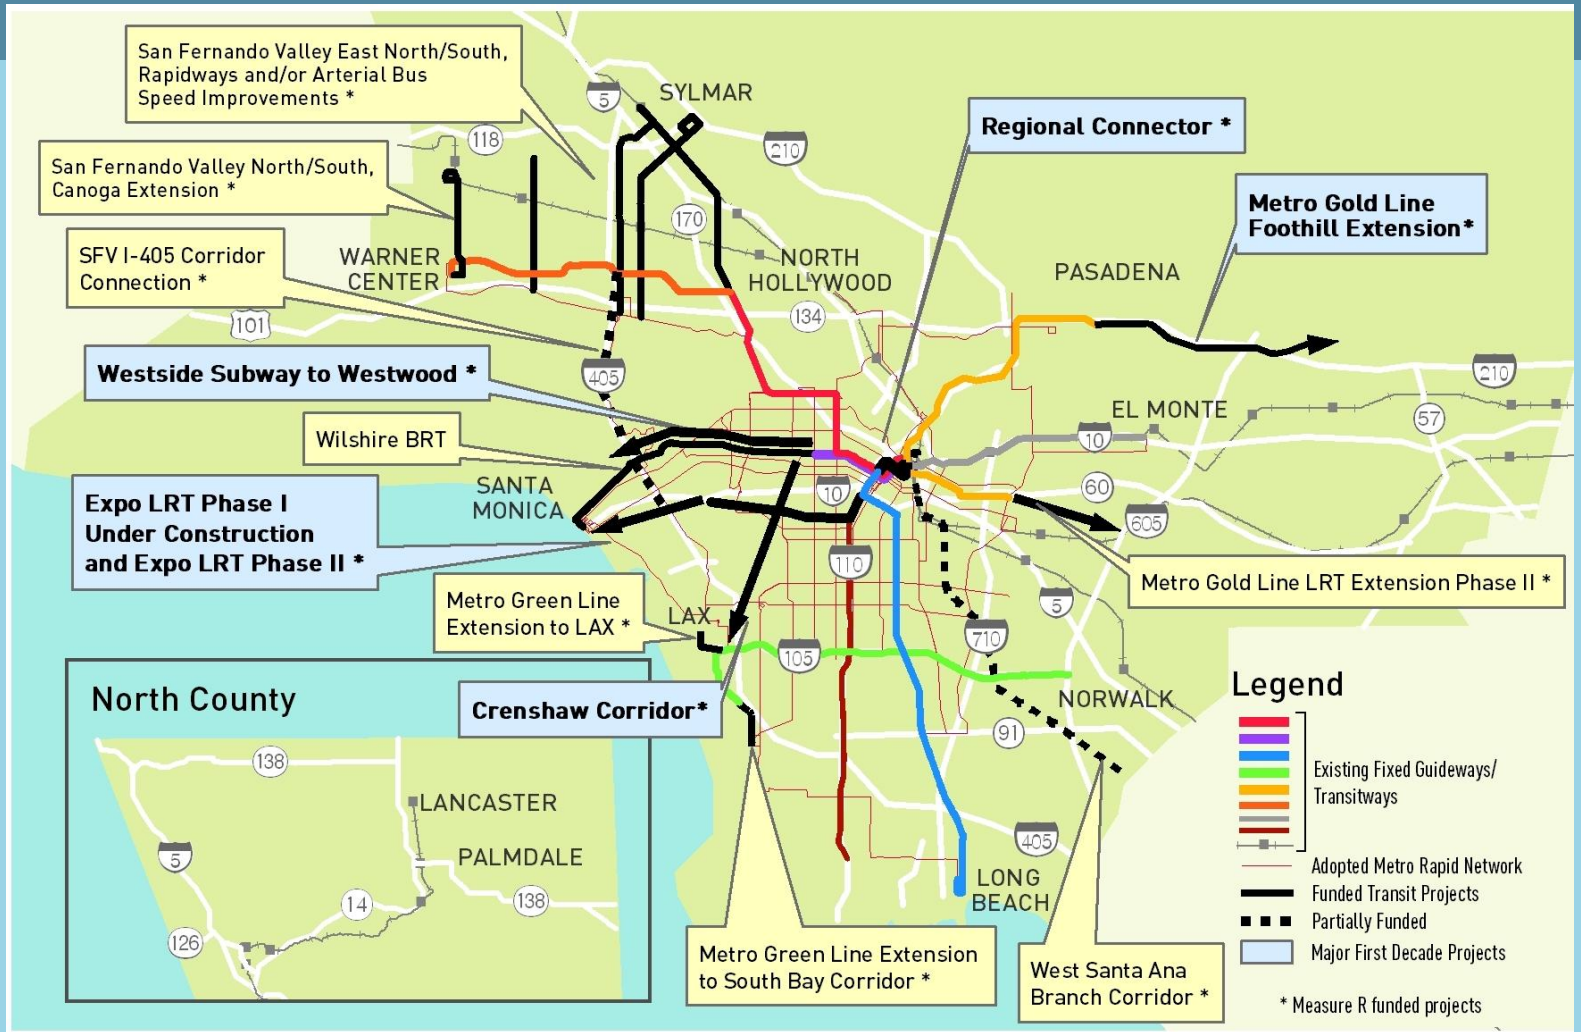 San Fernando Valley East North/South,
Rapidways and/or Arterial Bus
Speed Improvements *
5
SYLMAR
118
210
Regional Connector *
San Fernando Valley North/South,
Canoga Extension *
170
Metro Gold Line
Foothill Extension*
SFV I-405 Corridor
Connection *
WARNER
CENTER
NORTH
HOLLYWOOD
PASADENA
101
134
Westside Subway to Westwood *
405
210
Wilshire BRT
EL MONTE
10
57
SANTA
MONICA
10
60
605
Expo LRT Phase I
Under Construction
and Expo LRT Phase II *
110
Metro Gold Line LRT Extension Phase II *
Metro Green Line
Extension to LAX *
LAX
5
710
105
North County
Crenshaw Corridor*
NORWALK
91
Legend
Existing Fixed Guideways/
Transitways
Adopted Metro Rapid Network
Funded Transit Projects
Partially Funded
Major First Decade Projects
* Measure R funded projects
138
LANCASTER
5
PALMDALE
14
138
126
405
LONG
BEACH
Metro Green Line Extension
to South Bay Corridor *
West Santa Ana
Branch Corridor *